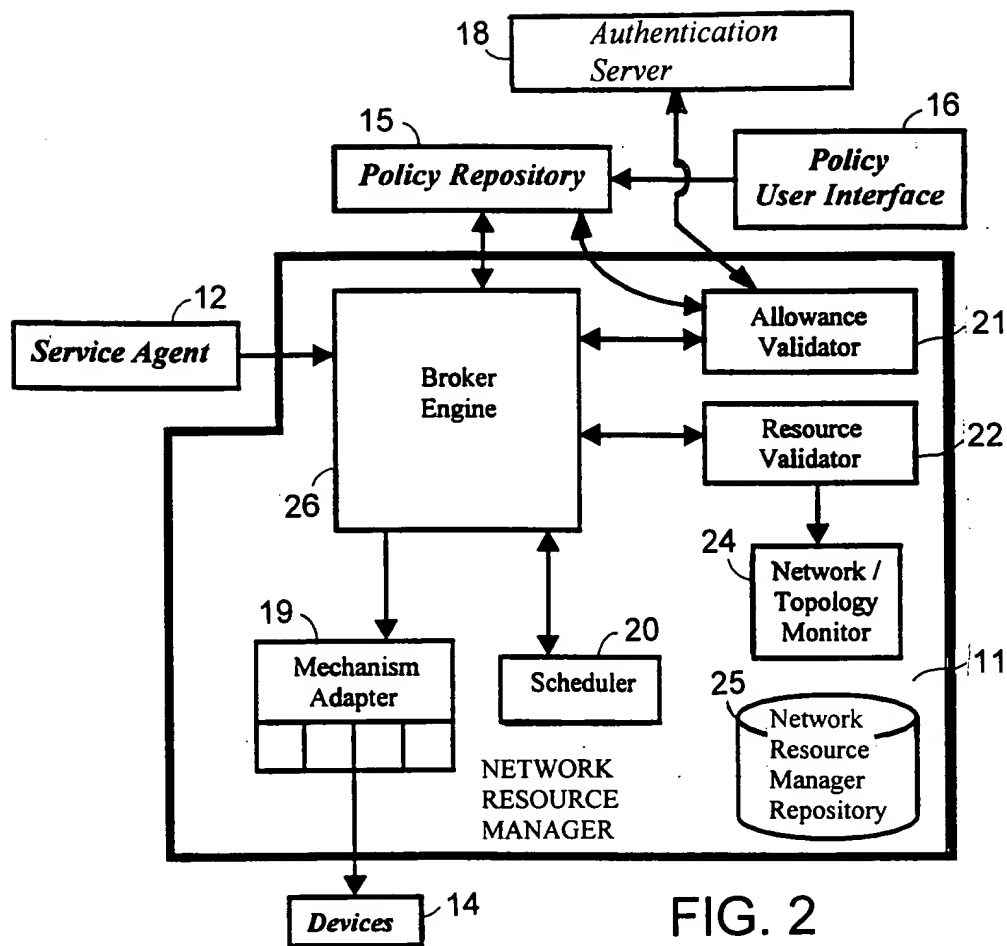 18
Authentication
Server
15
16
Policy Repository
Policy
User Interface
12
Service Agent
Broker
Engine
26
Allowance
Validator
21
Resource
Validator
22
24
Network /
Topology
Monitor
11
19
Mechanism
Adapter
20
Scheduler
25
Network
Resource
Manager
Repository
NETWORK
RESOURCE
MANAGER
Devices
14
FIG. 2